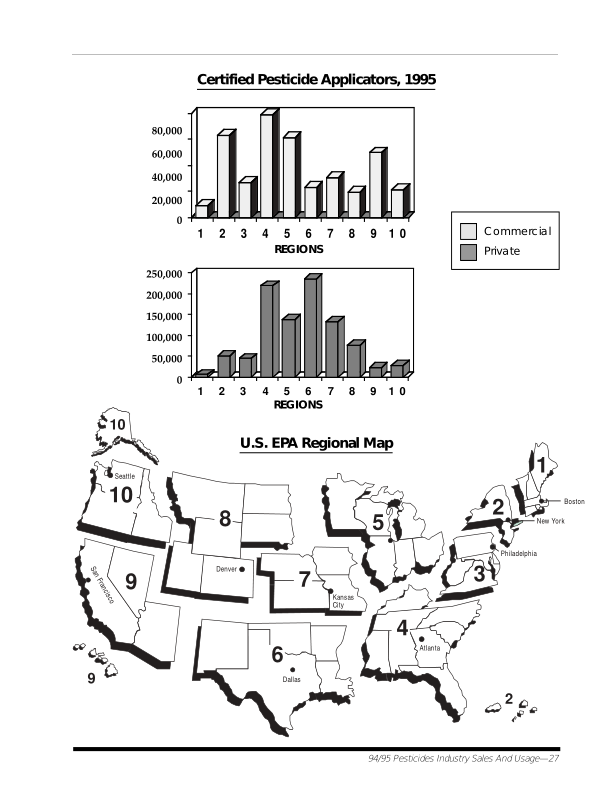 Certified Pesticide Applicators, 1995
80,000
60,000
40,000
20,000
0
1 2 3 4 5 6 7 8 9 1 0
REGIONS
Commercial
Private
250,000
200,000
150,000
100,000
50,000
0
1 2 3 4 5 6 7 8 9 1 0
REGIONS
U.S. EPA Regional Map
10
Seattle
10
8
5
1
Boston
2
New York
Philadelphia
3
San Francisco
9
Denver
7
Kansas
City
4
Atlanta
6
Dallas
9
2
94/95 Pesticides Industry Sales And Usage—27